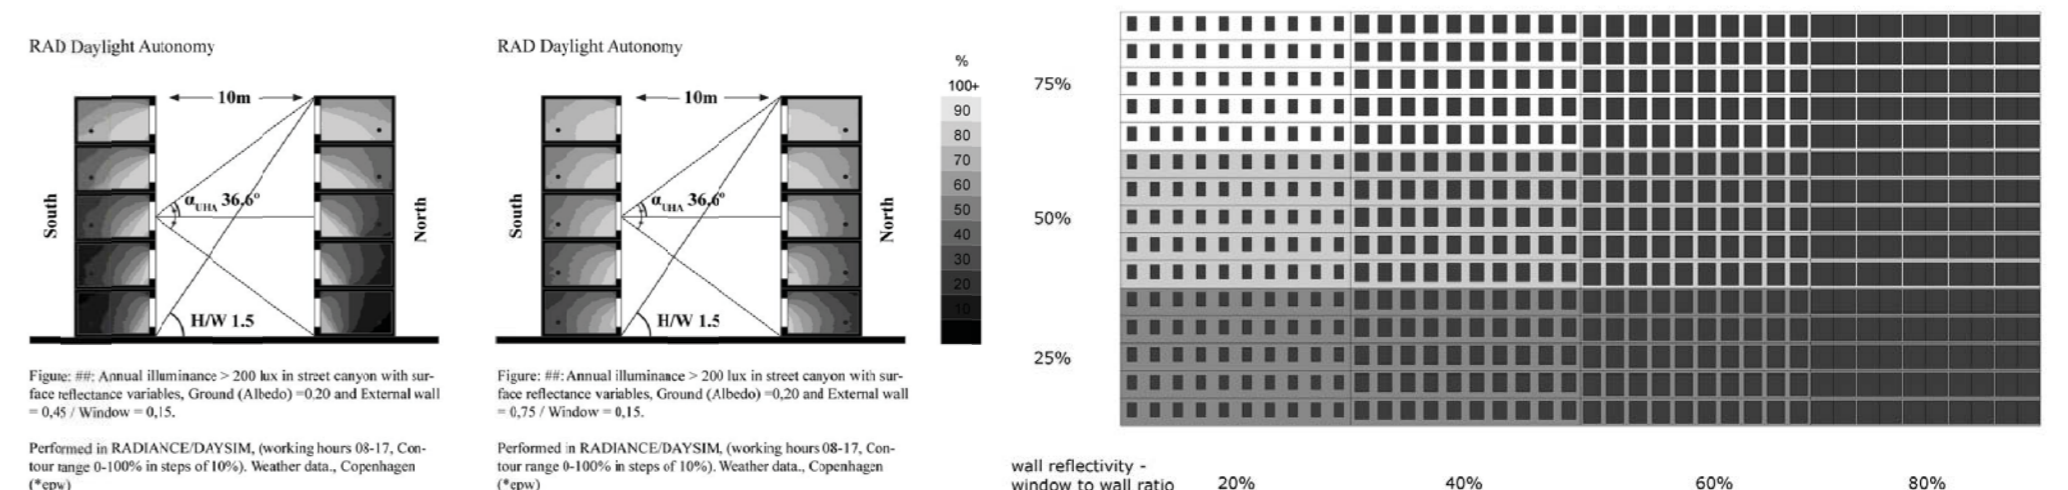 RAD Daylight Autonomy
10m
South
αUHA 36,6°
North
H/W 1.5
Figure: ##: Annual illuminance > 200 lux in street canyon with sur-
face reflectance variables, Ground (Albedo) =0,20 and External wall
= 0,45 / Window = 0,15.
Performed in RADIANCE/DAYSIM, (working hours 08-17, Con-
tour range 0-100% in steps of 10%). Weather data., Copenhagen
(*epw)
RAD Daylight Autonomy
10m
South
αUHA 36,6°
North
H/W 1.5
Figure: ##: Annual illuminance > 200 lux in street canyon with sur-
face reflectance variables, Ground (Albedo) =0,20 and External wall
= 0,75 / Window = 0,15.
Performed in RADIANCE/DAYSIM, (working hours 08-17, Con-
tour range 0-100% in steps of 10%). Weather data., Copenhagen
(*epw)
%
100+
90
80
70
60
50
40
30
20
10
75%
50%
25%
wall reflectivity -
window to wall ratio
20%
40%
60%
80%